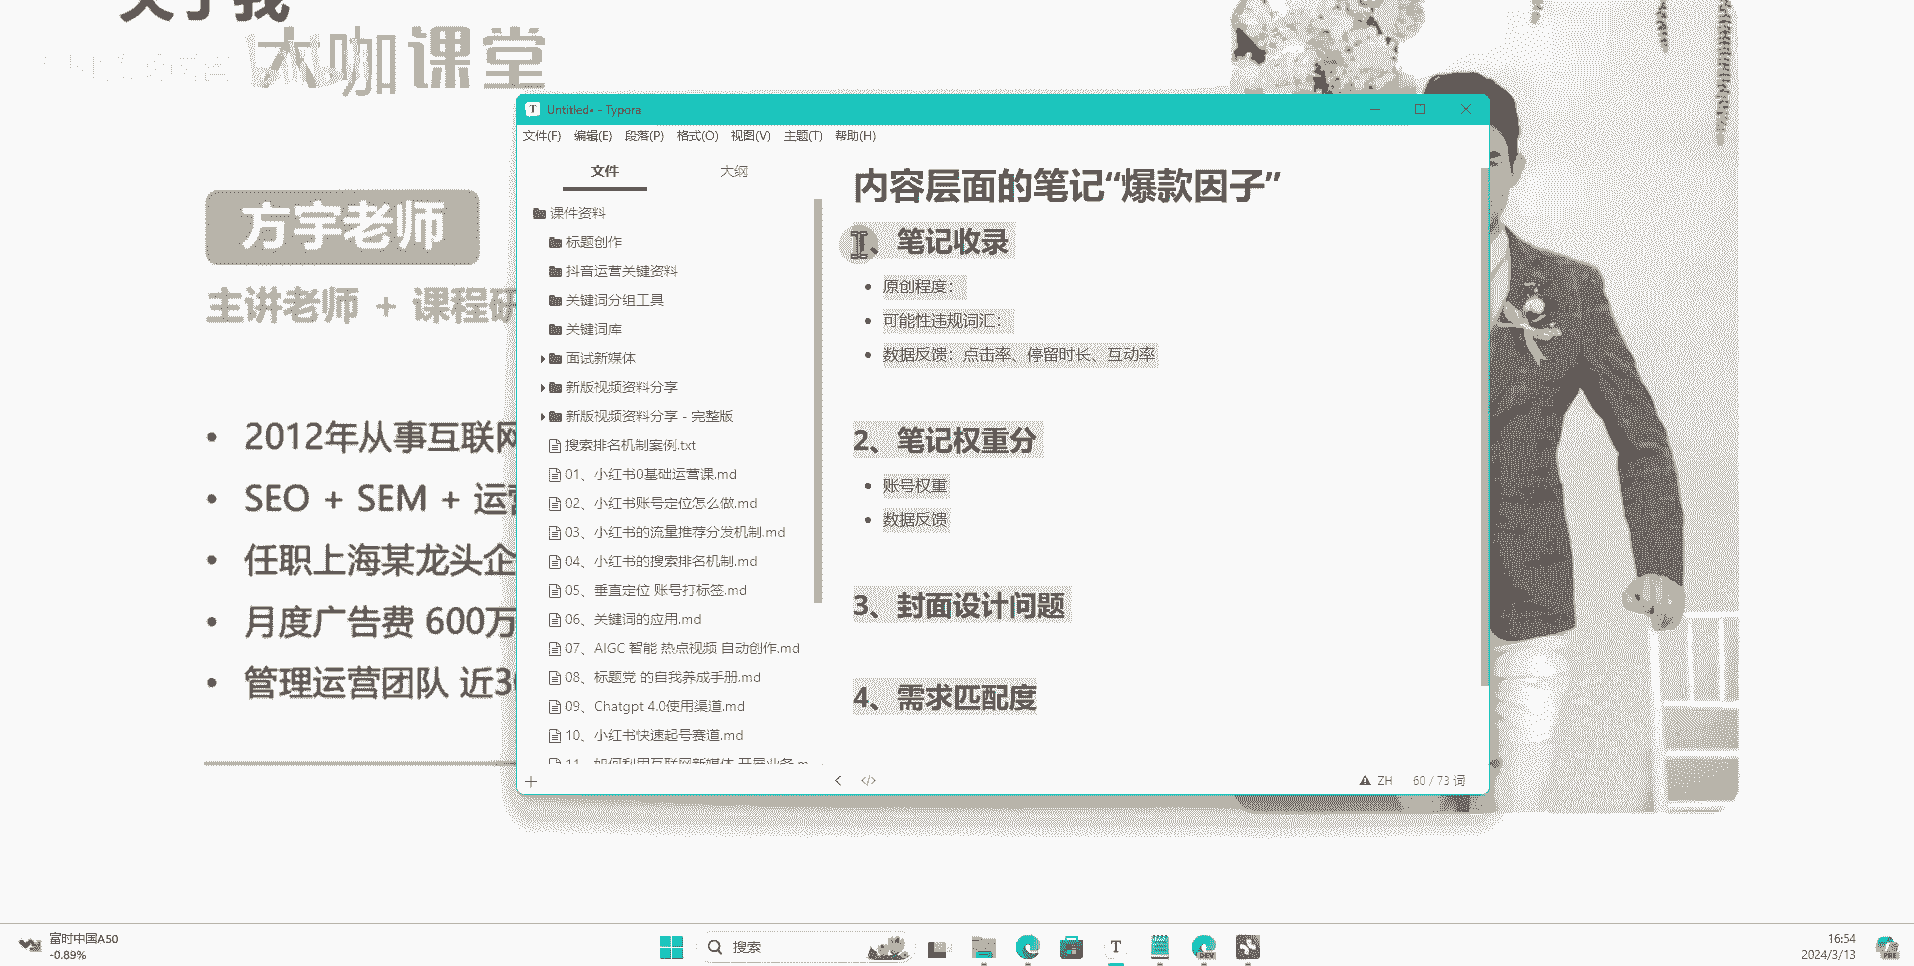 大咖课堂
方宇老师
主讲老师 + 课程研
2012年从事互联网
SEO + SEM + 运营
任职上海某龙头企
月度广告费 600万
管理运营团队 近3
Untitled• - Typora
文件(F) 编辑(E) 段落(P) 格式(O) 视图(V) 主题(T) 帮助(H)
文件 大纲
课件资料
标题创作
抖音运营关键资料
关键词分组工具
关键词库
面试新媒体
新版视频资料分享
新版视频资料分享 - 完整版
搜索排名机制案例.txt
01、小红书0基础运营课.md
02、小红书账号定位怎么做.md
03、小红书的流量推荐分发机制.md
04、小红书的搜索排名机制.md
05、垂直定位 账号打标签.md
06、关键词的应用.md
07、AIGC 智能 热点视频 自动创作.md
08、标题党 的自我养成手册.md
09、Chatgpt 4.0使用渠道.md
10、小红书快速起号赛道.md
11、如何利用互联网新媒体 开展业务.m
内容层面的笔记“爆款因子”
1、笔记收录
原创程度：
可能性违规词汇：
数据反馈：点击率、停留时长、互动率
2、笔记权重分
账号权重
数据反馈
3、封面设计问题
4、需求匹配度
ZH 60 / 73 词
富时中国A50
-0.89%
搜索
16:54
2024/3/13